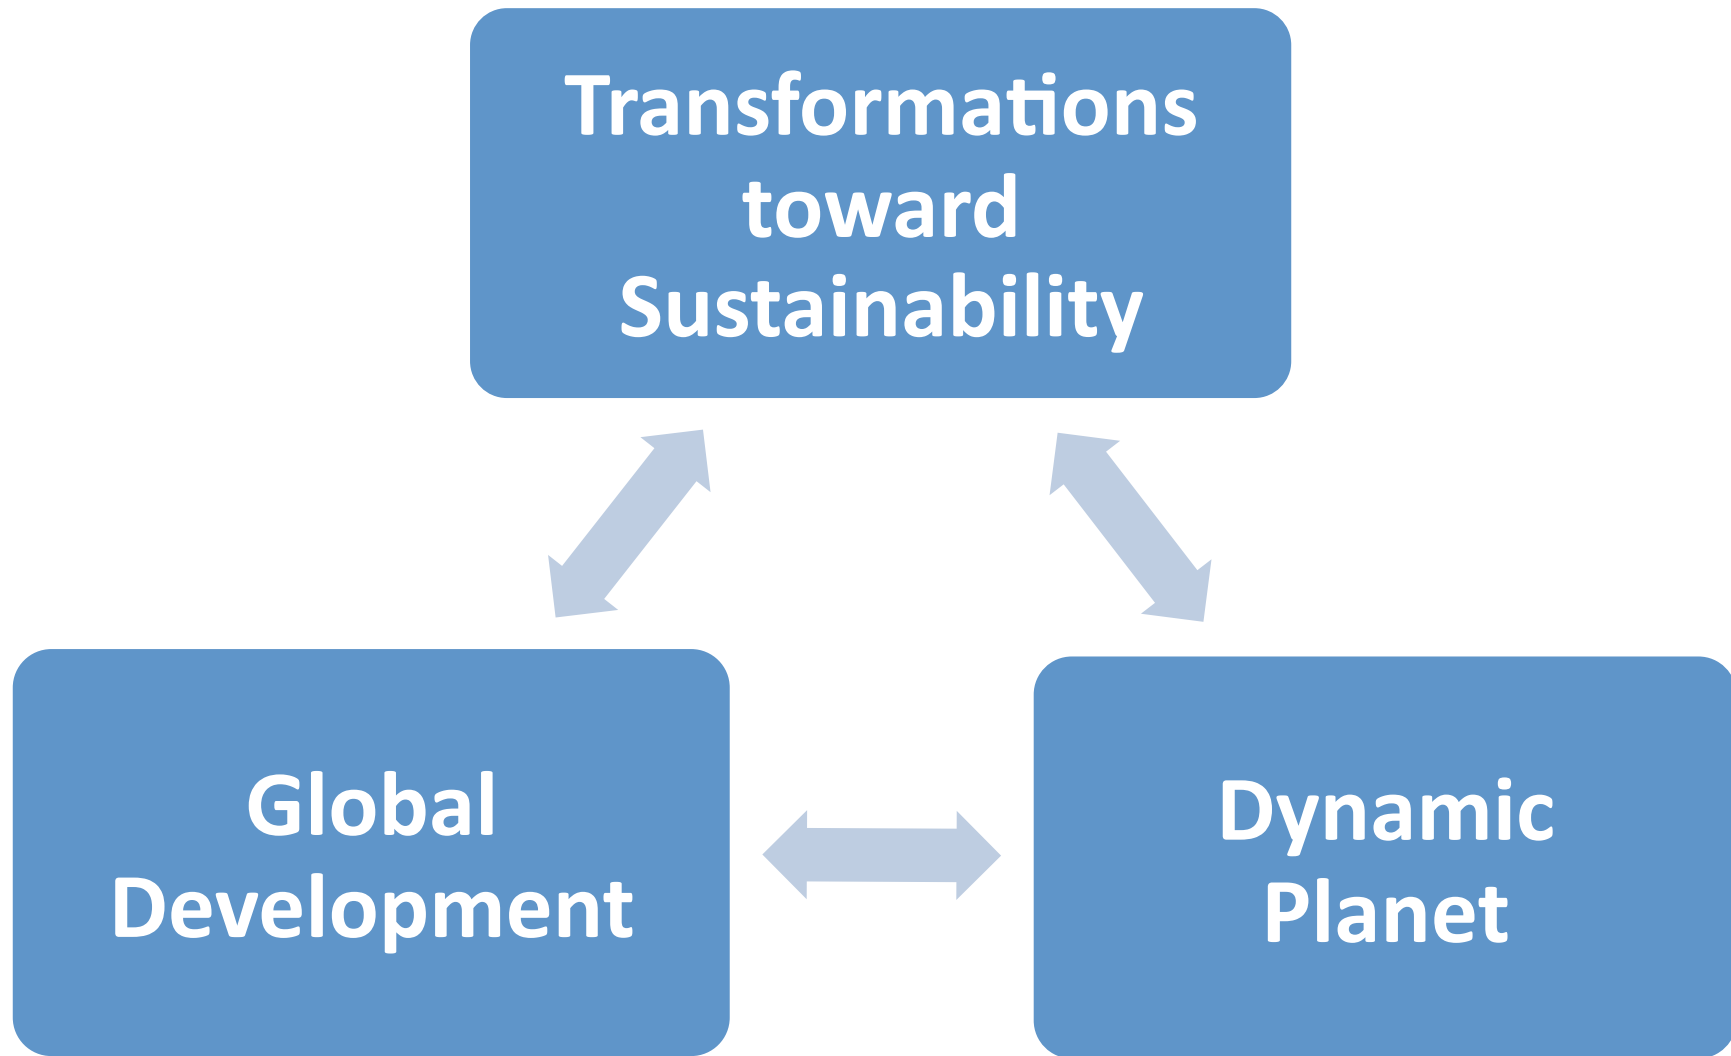 Transformations
toward
Sustainability
Global
Development
Dynamic
Planet